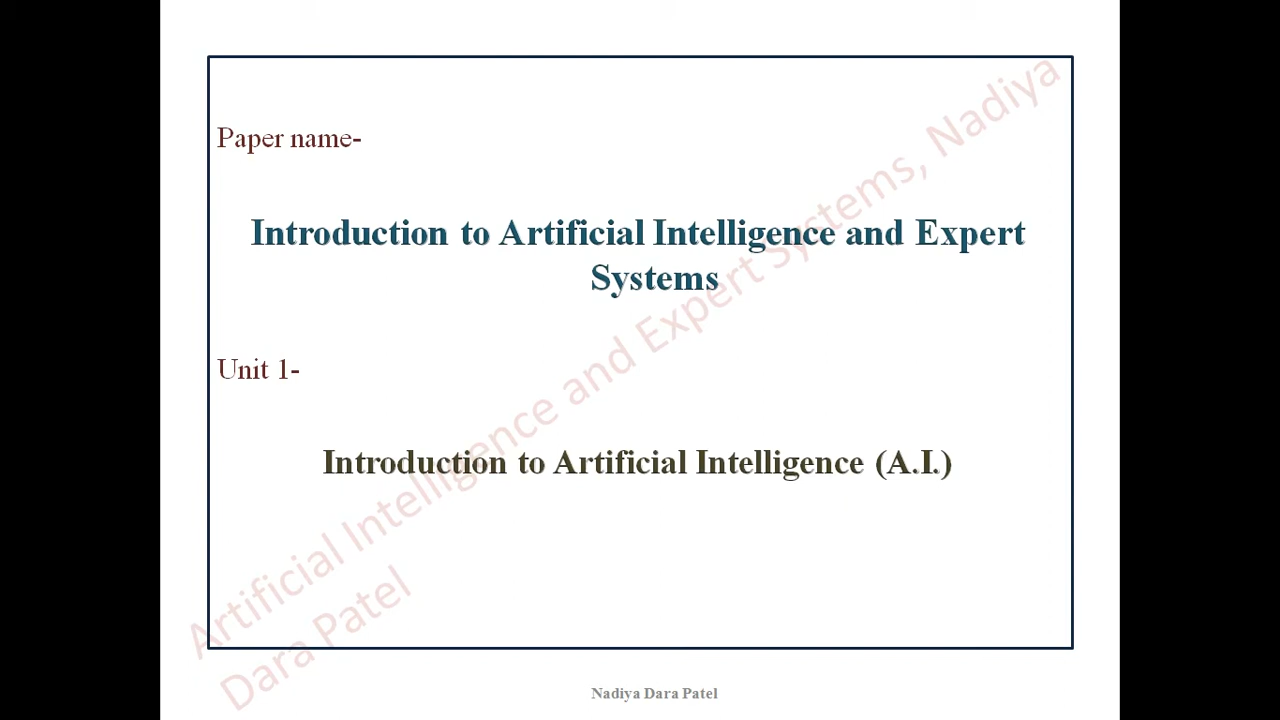 Paper name-
Introduction to Artificial Intelligence and Expert
Systems
Unit 1-
Introduction to Artificial Intelligence (A.I.)
Artificial Intelligence and Expert Systems, Nadiya
Dara Patel
Nadiya Dara Patel